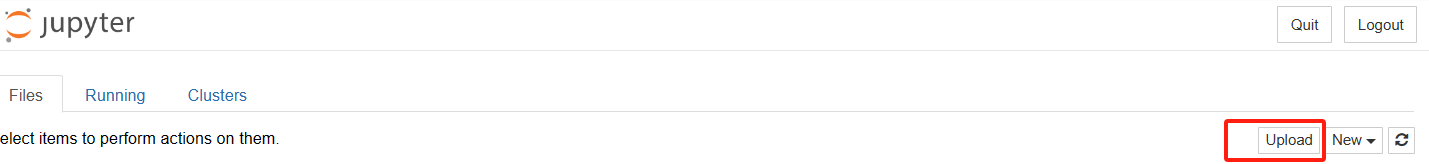 jupyter
Quit
Logout
Files
Running
Clusters
elect items to perform actions on them.
Upload
New